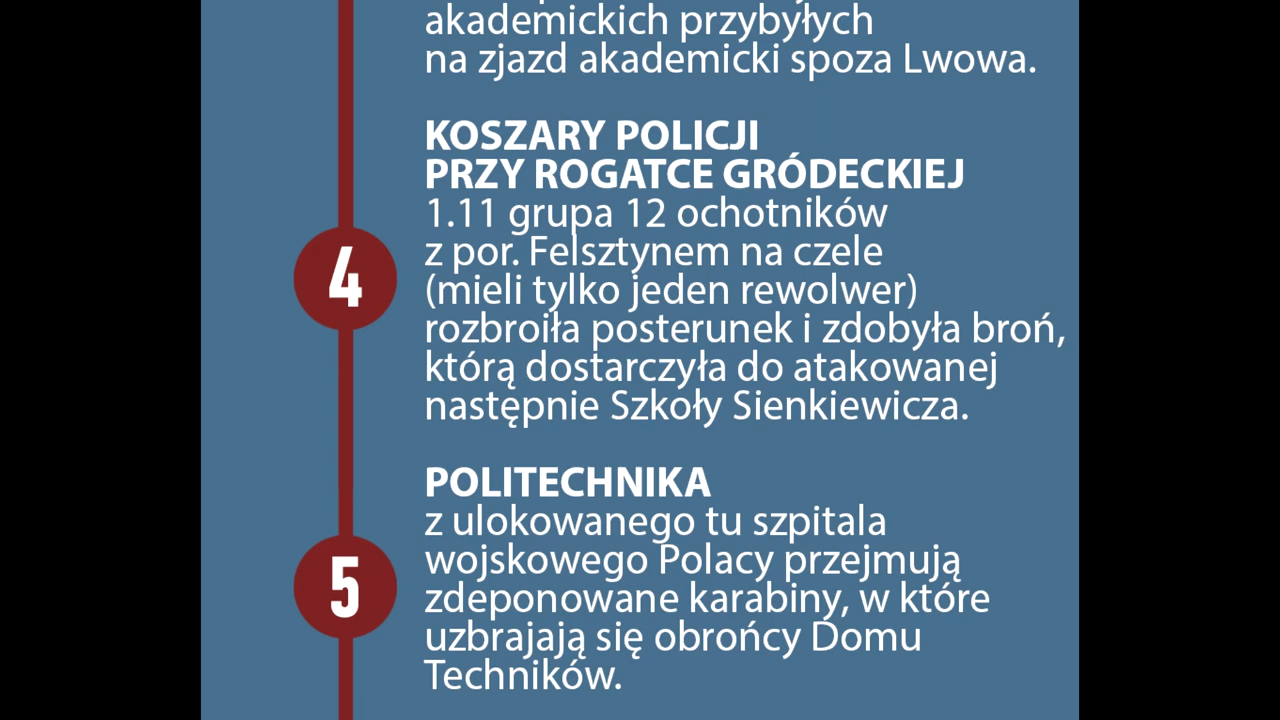 akademickich przybyłych
na zjazd akademicki spoza Lwowa.
KOSZARY POLICJI
PRZY ROGATCE GRÓDECKIEJ
1.11 grupa 12 ochotników
z por. Felsztynem na czele
(mieli tylko jeden rewolwer)
rozbroiła posterunek i zdobyła broń,
którą dostarczyła do atakowanej
następnie Szkoły Sienkiewicza.
4
POLITECHNIKA
z ulokowanego tu szpitala
wojskowego Polacy przejmują
zdeponowane karabiny, w które
uzbrajają się obrońcy Domu
Techników.
5